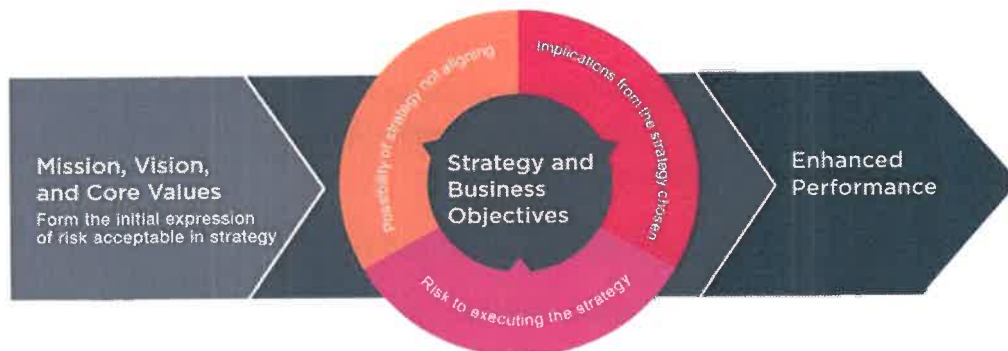 Mission, Vision,
and Core Values
Form the initial expression
of risk acceptable in strategy
Possibility of strategy not aligning
Implications from the strategy chosen
Strategy and
Business
Objectives
Risk to executing the strategy
Enhanced
Performance